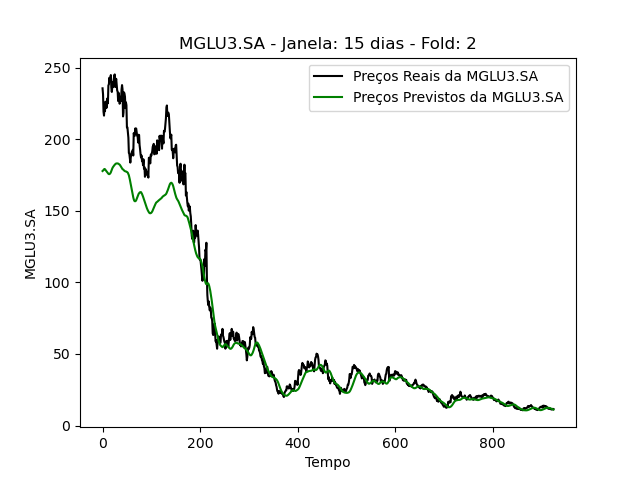 MGLU3.SA - Janela: 15 dias - Fold: 2
Preços Reais da MGLU3.SA
Preços Previstos da MGLU3.SA
MGLU3.SA
250
200
150
100
50
0
0
200
400
600
800
Tempo